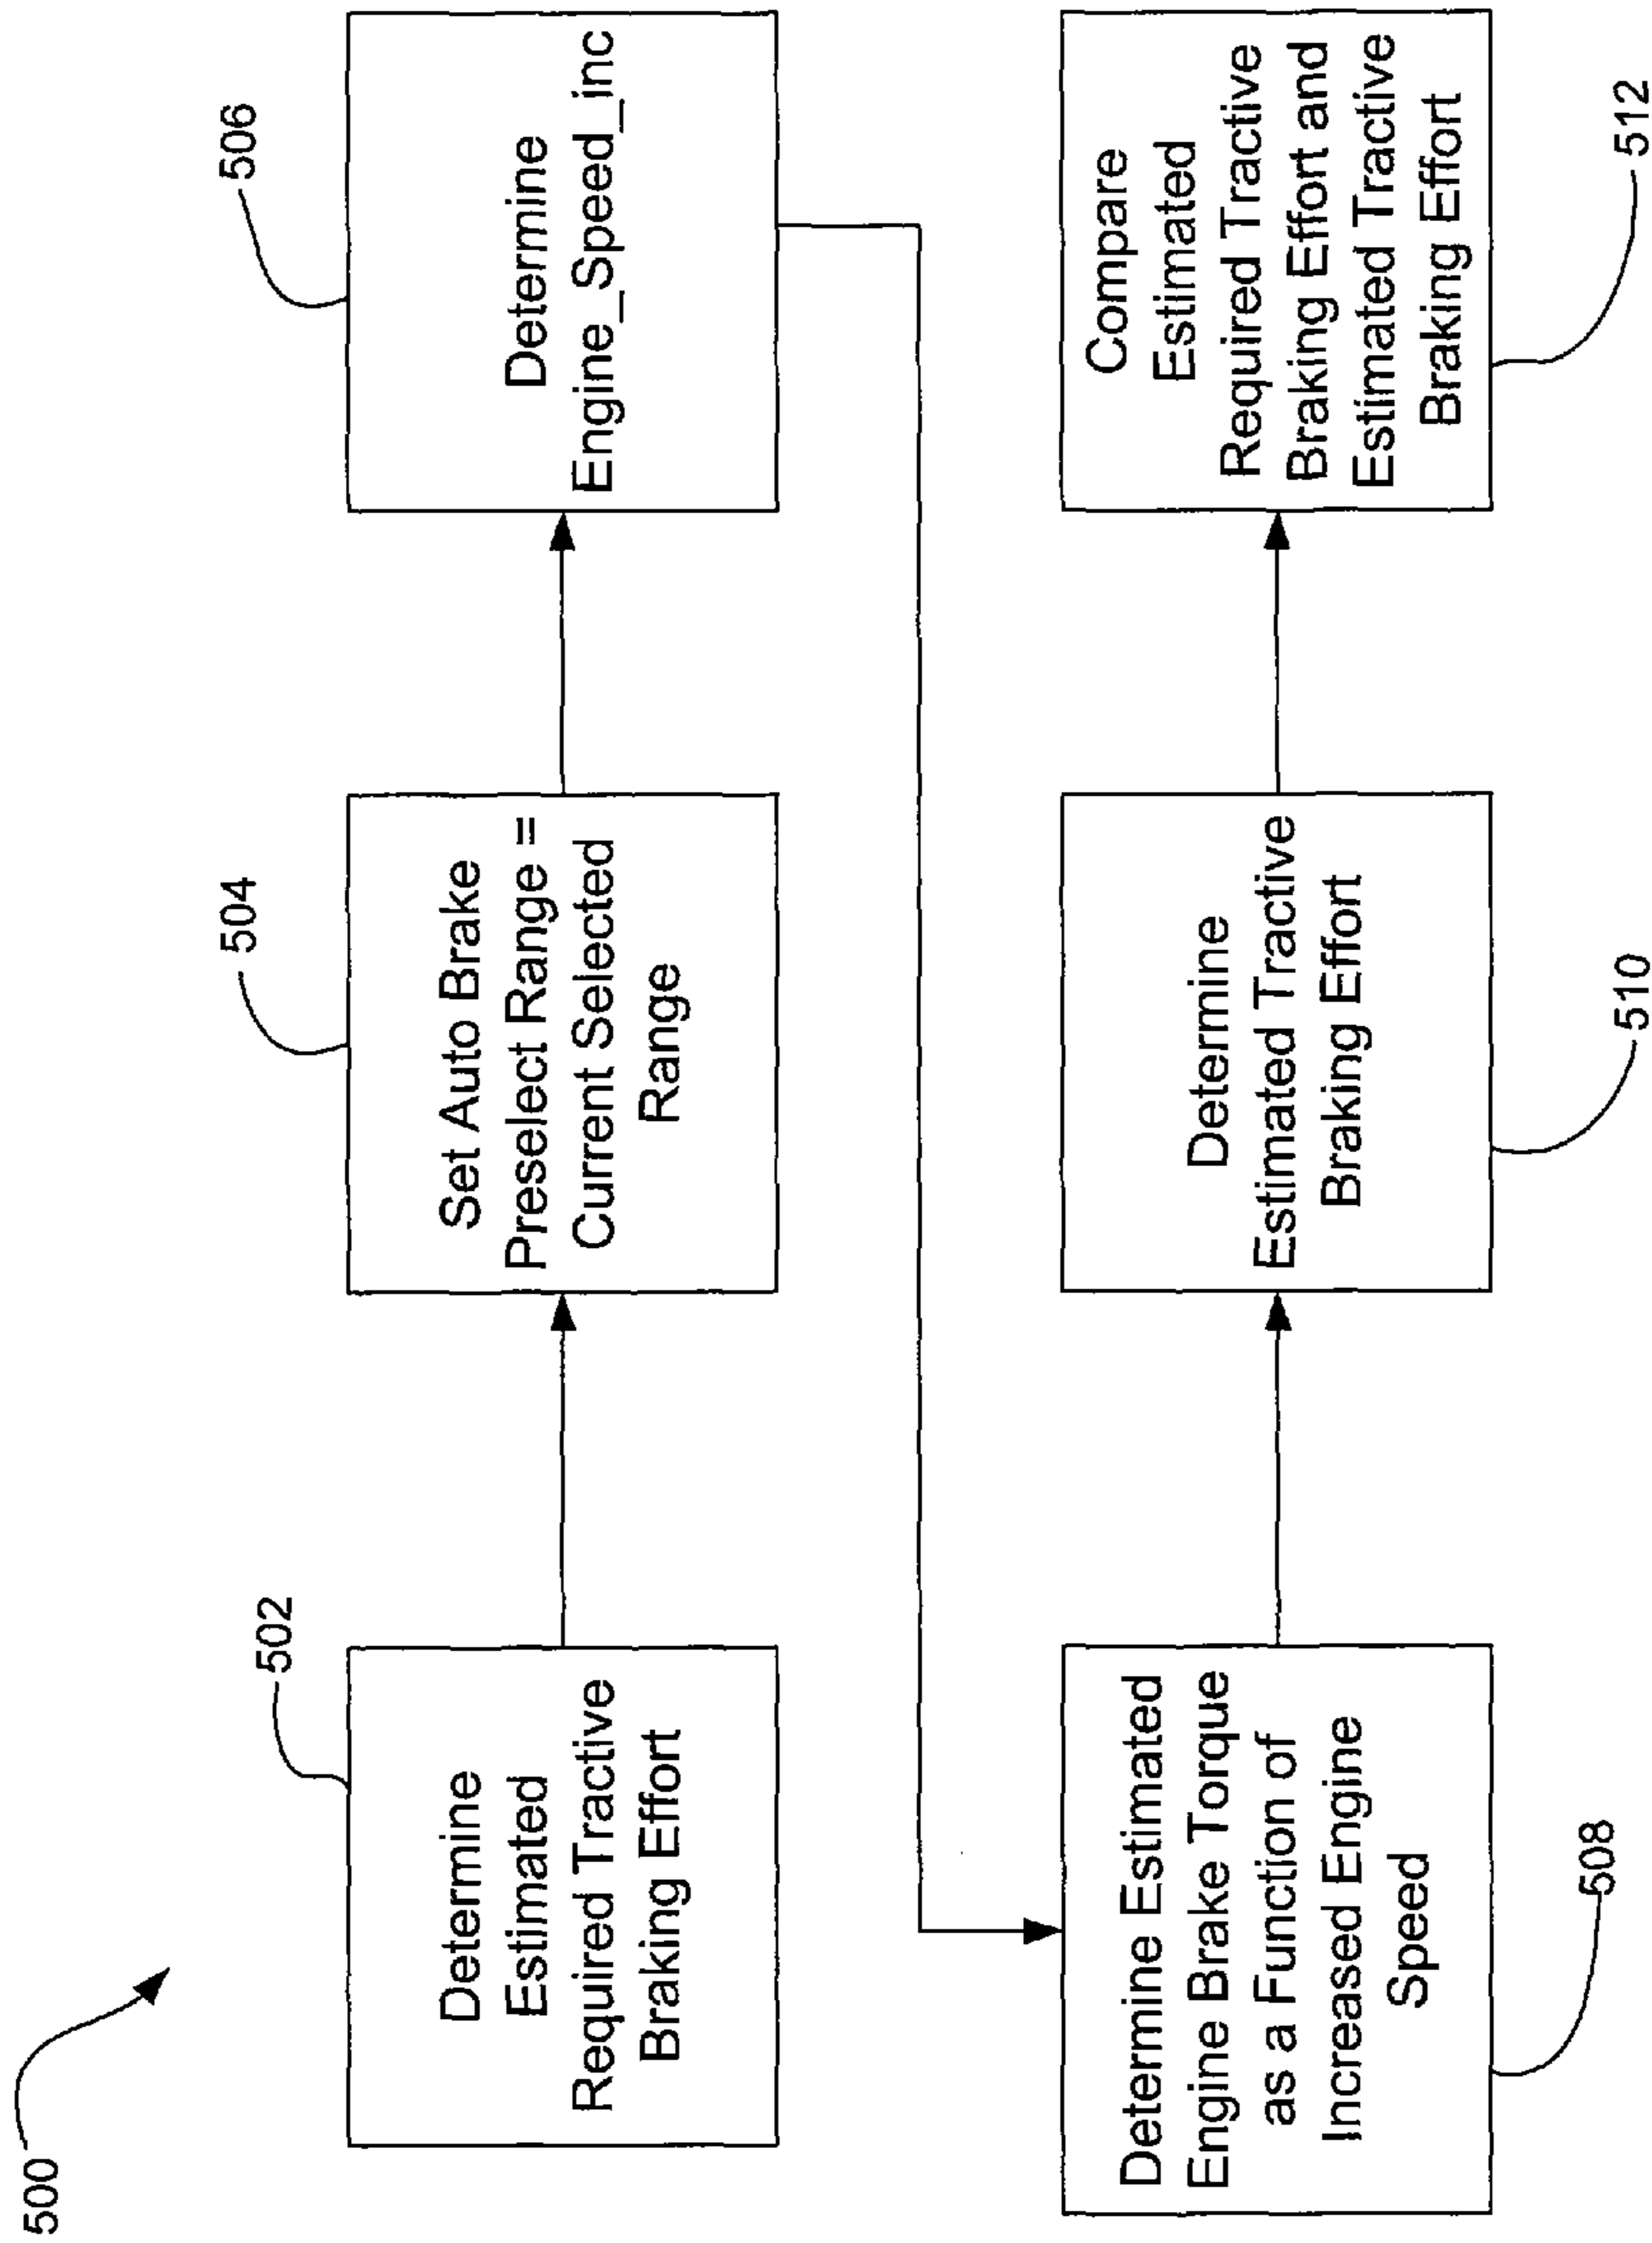 500
502
Determine
Estimated
Required Tractive
Braking Effort
504
Set Auto Brake
Preselect Range =
Current Selected
Range
506
Determine
Engine_Speed_inc
Determine Estimated
Engine Brake Torque
as a Function of
Increased Engine
Speed
508
Determine
Estimated Tractive
Braking Effort
510
Compare
Estimated
Required Tractive
Braking Effort and
Estimated Tractive
Braking Effort
512